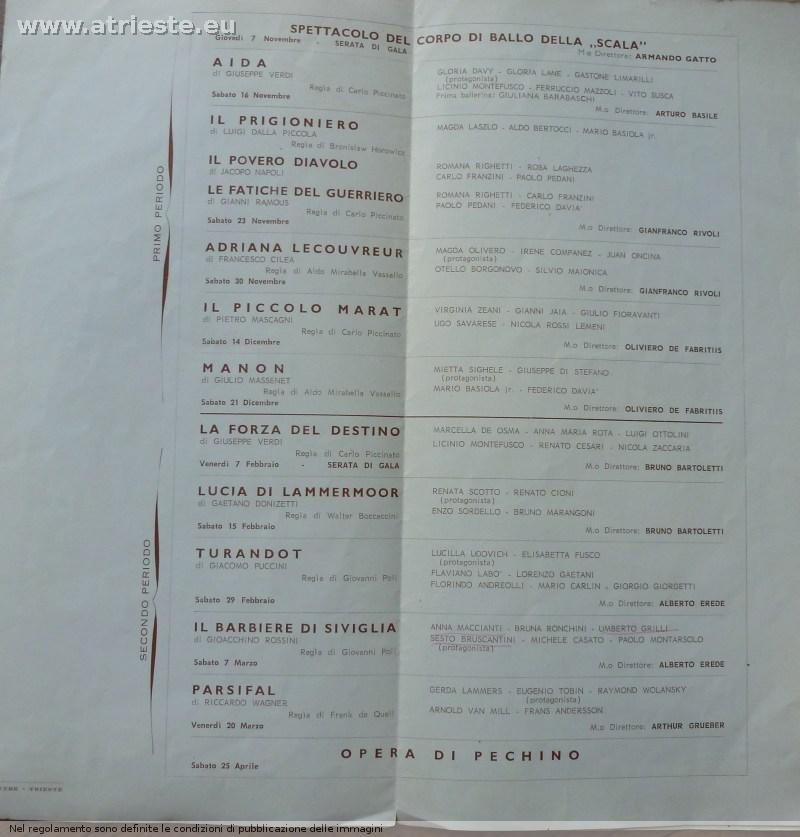 www.atrieste.eu
SPETTACOLO DEL CORPO DI BALLO DELLA „SCALA"
Giovedì 7 Novembre - SERATA DI GALA
M.o Direttore: ARMANDO GATTO
PRIMO PERIODO
AIDA
di GIUSEPPE VERDI
Regia di Carlo Piccinato
Sabato 16 Novembre
GLORIA DAVY - GLORIA LANE - GASTONE LIMARILLI
(protagonista)
LICINIO MONTEFUSCO - FERRUCCIO MAZZOLI - VITO SUSCA
Prima ballerina: GIULIANA BARABASCHI
M.o Direttore: ARTURO BASILE
IL PRIGIONIERO
di LUIGI DALLA PICCOLA
Regia di Bronislaw Horowicz
MAGDA LASZLO - ALDO BERTOCCI - MARIO BASIOLA jr.
IL POVERO DIAVOLO
di JACOPO NAPOLI
ROMANA RIGHETTI - ROSA LAGHEZZA
CARLO FRANZINI - PAOLO PEDANI
LE FATICHE DEL GUERRIERO
di GIANNI RAMOUS
Regia di Carlo Piccinato
Sabato 23 Novembre
ROMANA RIGHETTI - CARLO FRANZINI
PAOLO PEDANI - FEDERICO DAVIA'
M.o Direttore: GIANFRANCO RIVOLI
ADRIANA LECOUVREUR
di FRANCESCO CILEA
Regia di Aldo Mirabella Vassallo
Sabato 30 Novembre
MAGDA OLIVERO - IRENE COMPANEZ - JUAN ONCINA
(protagonista)
OTELLO BORGONOVO - SILVIO MAIONICA
M.o Direttore: GIANFRANCO RIVOLI
IL PICCOLO MARAT
di PIETRO MASCAGNI
Regia di Carlo Piccinato
Sabato 14 Dicembre
VIRGINIA ZEANI - GIANNI JAIA - GIULIO FIORAVANTI
UGO SAVARESE - NICOLA ROSSI LEMENI
M.o Direttore: OLIVIERO DE FABRITIIS
MANON
di GIULIO MASSENET
Regia di Aldo Mirabella Vassallo
Sabato 21 Dicembre
MIETTA SIGHELE - GIUSEPPE DI STEFANO
(protagonista)
MARIO BASIOLA jr. - FEDERICO DAVIA'
M.o Direttore: OLIVIERO DE FABRITIIS
SECONDO PERIODO
LA FORZA DEL DESTINO
di GIUSEPPE VERDI
Regia di Carlo Piccinato
Venerdì 7 Febbraio - SERATA DI GALA
MARCELLA DE OSMA - ANNA MARIA ROTA - LUIGI OTTOLINI
LICINIO MONTEFUSCO - RENATO CESARI - NICOLA ZACCARIA
M.o Direttore: BRUNO BARTOLETTI
LUCIA DI LAMMERMOOR
di GAETANO DONIZETTI
Regia di Walter Boccaccini
Sabato 15 Febbraio
RENATA SCOTTO - RENATO CIONI
(protagonista)
ENZO SORDELLO - BRUNO MARANGONI
M.o Direttore: BRUNO BARTOLETTI
TURANDOT
di GIACOMO PUCCINI
Regia di Giovanni Poli
Sabato 29 Febbraio
LUCILLA UDOVICH - ELISABETTA FUSCO
(protagonista)
FLAVIANO LABO' - LORENZO GAETANI
FLORINDO ANDREOLLI - MARIO CARLIN - GIORGIO GIORGETTI
M.o Direttore: ALBERTO EREDE
IL BARBIERE DI SIVIGLIA
di GIOACCHINO ROSSINI
Regia di Giovanni Poli
Sabato 7 Marzo
ANNA MACCIANTI - BRUNA RONCHINI - UMBERTO GRILLI
SESTO BRUSCANTINI - MICHELE CASATO - PAOLO MONTARSOLO
(protagonista)
M.o Direttore: ALBERTO EREDE
PARSIFAL
di RICCARDO WAGNER
Regia di Frank de Quell
Venerdì 20 Marzo
GERDA LAMMERS - EUGENIO TOBIN - RAYMOND WOLANSKY
(protagonista)
ARNOLD VAN MILL - FRANS ANDERSSON
M.o Direttore: ARTHUR GRUEBER
OPERA DI PECHINO
Sabato 25 Aprile
- TRIESTE
Nel regolamento sono definite le condizioni di pubblicazione delle immagini